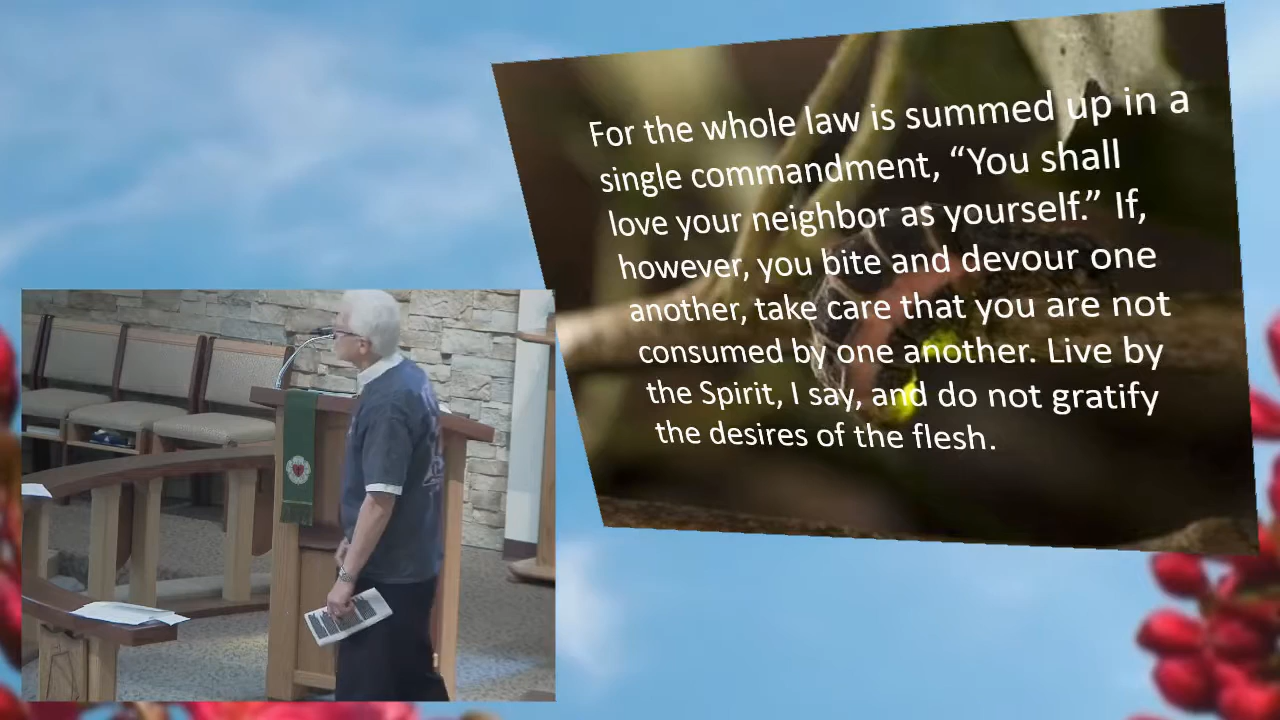 For the whole law is summed up in a
single commandment, “You shall
love your neighbor as yourself.” If,
however, you bite and devour one
another, take care that you are not
consumed by one another. Live by
the Spirit, I say, and do not gratify
the desires of the flesh.